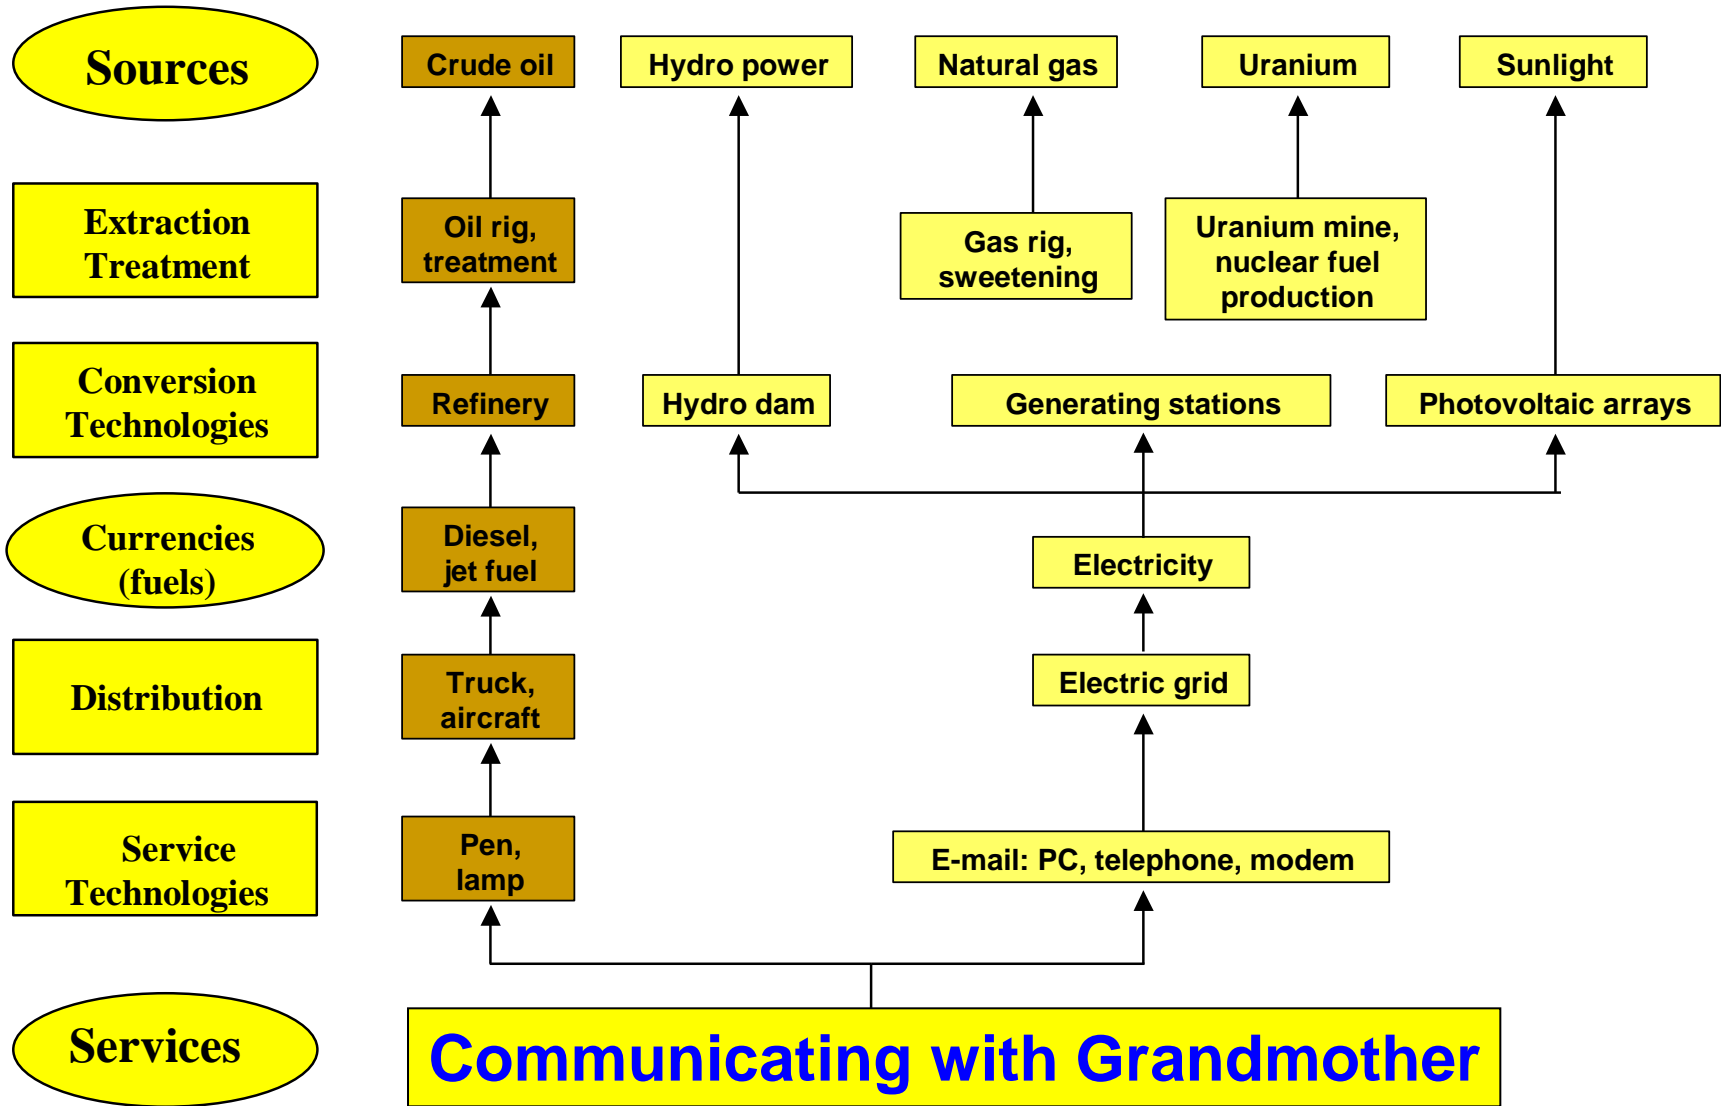 Sources
Crude oil
Hydro power
Natural gas
Uranium
Sunlight
Extraction
Treatment
Oil rig,
treatment
Gas rig,
sweetening
Uranium mine,
nuclear fuel
production
Conversion
Technologies
Refinery
Hydro dam
Generating stations
Photovoltaic arrays
Currencies
(fuels)
Diesel,
jet fuel
Electricity
Distribution
Truck,
aircraft
Electric grid
Service
Technologies
Pen,
lamp
E-mail: PC, telephone, modem
Services
Communicating with Grandmother